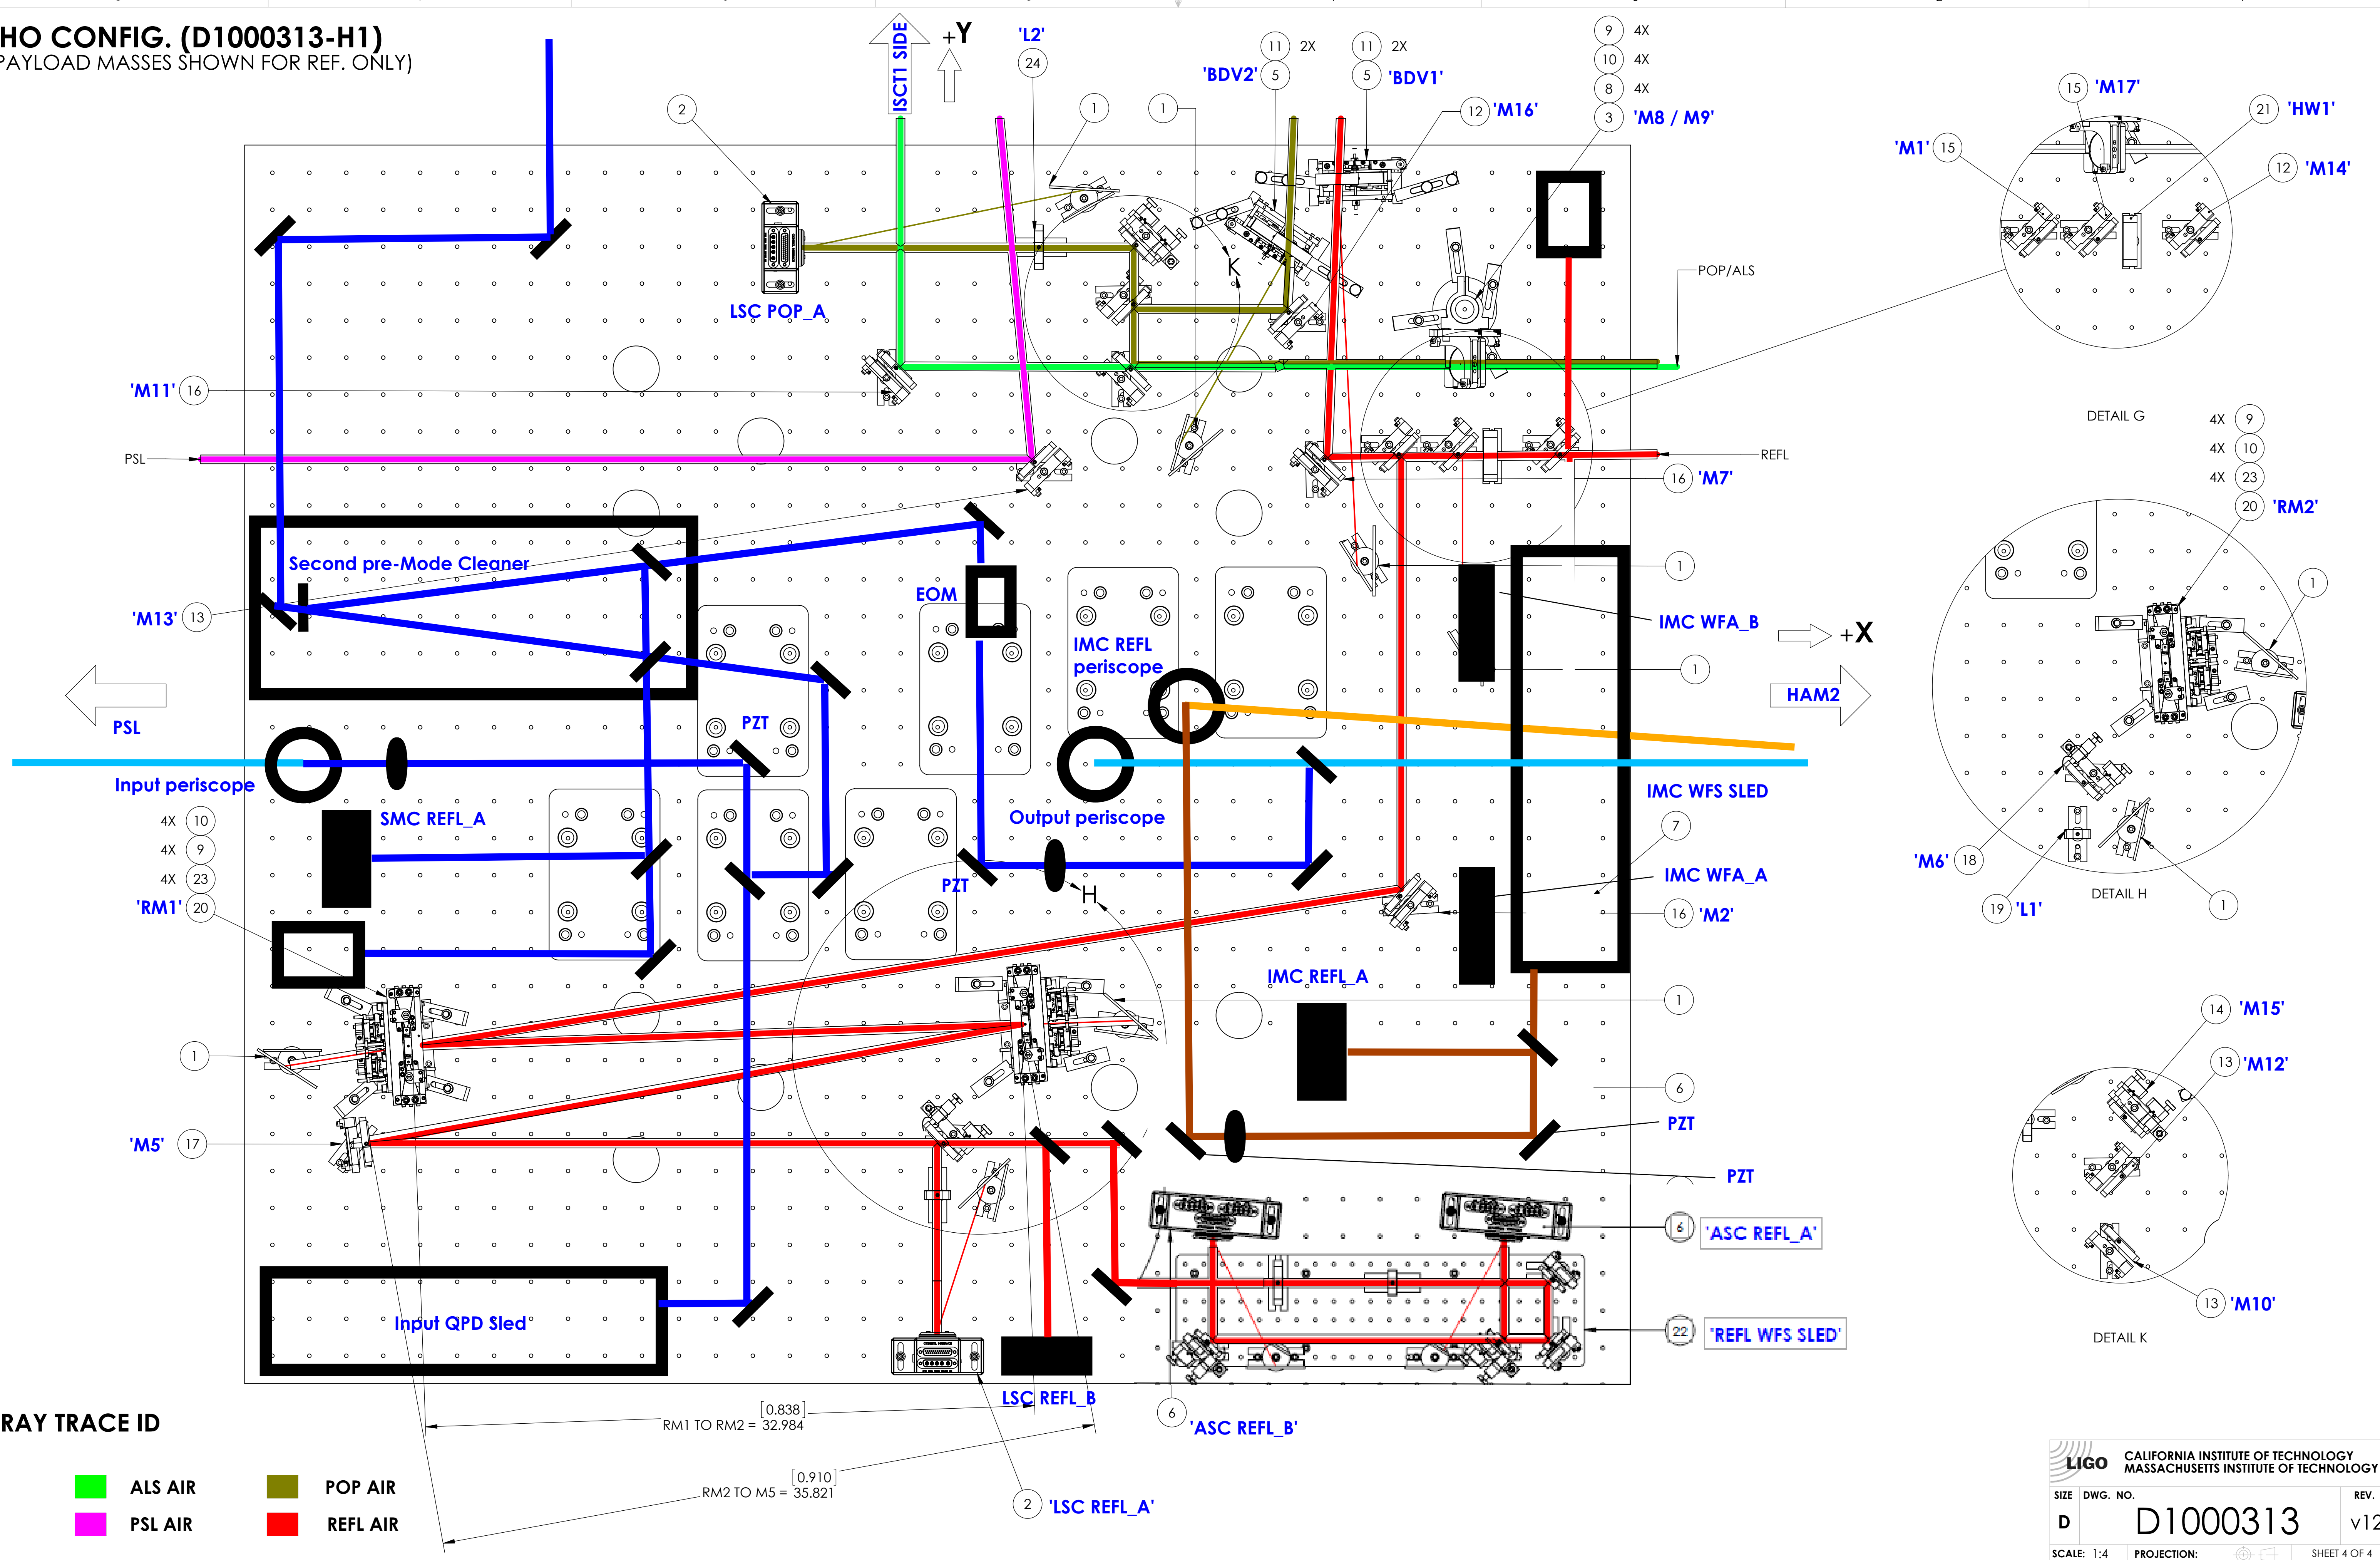 HO CONFIG. (D1000313-H1)
PAYLOAD MASSES SHOWN FOR REF. ONLY)
ISCT1 SIDE
+Y
'L2'
24
2
1
1
11 2X
'BDV2' 5
11 2X
5 'BDV1'
12 'M16'
9 4X
10 4X
8 4X
3 'M8 / M9'
15 'M17'
21 'HW1'
'M1' 15
12 'M14'
DETAIL G
K
LSC POP_A
POP/ALS
'M11' 16
PSL
REFL
16 'M7'
4X 9
4X 10
4X 23
20 'RM2'
1
'M6' 18
19 'L1'
1
DETAIL H
Second pre-Mode Cleaner
'M13' 13
EOM
IMC REFL
periscope
1
IMC WFA_B
1
+X
HAM2
PSL
PZT
Input periscope
SMC REFL_A
Output periscope
IMC WFS SLED
7
4X 10
4X 9
4X 23
'RM1' 20
PZT
H
IMC WFA_A
16 'M2'
IMC REFL_A
1
1
6
14 'M15'
13 'M12'
13 'M10'
DETAIL K
'M5' 17
PZT
PZT
6 'ASC REFL_A'
22 'REFL WFS SLED'
Input QPD Sled
LSC REFL_B
6 'ASC REFL_B'
[0.838]
RM1 TO RM2 = 32.984
[0.910]
RM2 TO M5 = 35.821
2 'LSC REFL_A'
RAY TRACE ID
ALS AIR
POP AIR
PSL AIR
REFL AIR
LIGO
CALIFORNIA INSTITUTE OF TECHNOLOGY
MASSACHUSETTS INSTITUTE OF TECHNOLOGY
SIZE DWG. NO. REV.
D D1000313 v12
SCALE: 1:4 PROJECTION: SHEET 4 OF 4